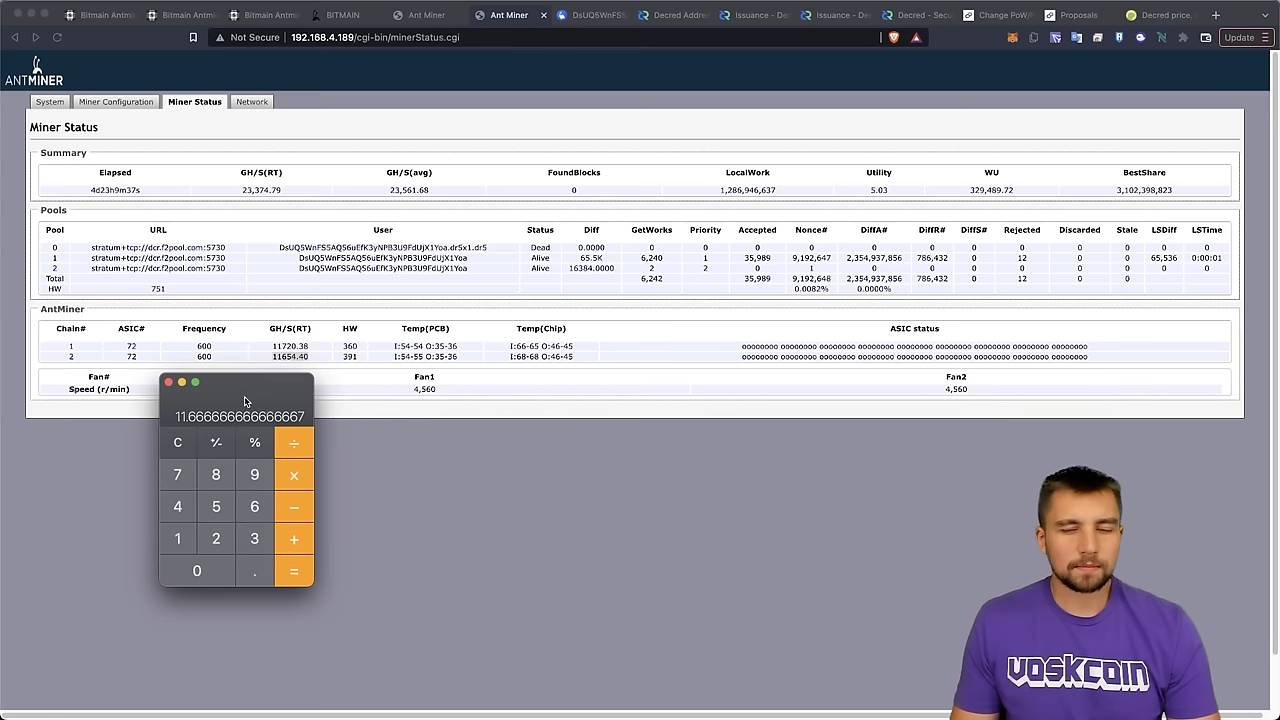 Bitmain Antmi
Bitmain Antmi
Bitmain Antmi
BITMAIN
Ant Miner
Ant Miner
DsUQ5WnFS
Decred Addre
Issuance - De
Issuance - De
Decred - Secu
Change PoW/
Proposals
Decred price,
Not Secure 192.168.4.189/cgi-bin/minerStatus.cgi
Update
ANTMINER
System Miner Configuration Miner Status Network
Miner Status
Summary
Elapsed GH/S(RT) GH/S(avg) FoundBlocks LocalWork Utility WU BestShare
4d23h9m37s 23,374.79 23,561.68 0 1,286,946,637 5.03 329,489.72 3,102,398,823
Pools
Pool URL User Status Diff GetWorks Priority Accepted Nonce# DiffA# DiffR# DiffS# Rejected Discarded Stale LSDiff LSTime
0 stratum+tcp://dcr.f2pool.com:5730 DsUQ5WnFS5AQ56uEfK3yNPB3U9FdUjX1Yoa.dr5x1.dr5 Dead 0.0000 0 0 0 0 0 0 0 0 0 0 0 0
1 stratum+tcp://dcr.f2pool.com:5730 DsUQ5WnFS5AQ56uEfK3yNPB3U9FdUjX1Yoa Alive 65.5K 6,240 1 35,989 9,192,647 2,354,937,856 786,432 0 12 0 0 65,536 0:00:01
2 stratum+tcp://dcr.f2pool.com:5730 DsUQ5WnFS5AQ56uEfK3yNPB3U9FdUjX1Yoa Alive 16384.0000 2 2 0 1 0 0 0 0 0 0 0 0
Total 6,242 35,989 9,192,648 2,354,937,856 786,432 0 12 0 0
HW 751 0.0082% 0.0000%
AntMiner
Chain# ASIC# Frequency GH/S(RT) HW Temp(PCB) Temp(Chip) ASIC status
1 72 600 11720.38 360 I:54-54 O:35-36 I:66-65 O:46-45 oooooooo oooooooo oooooooo oooooooo oooooooo oooooooo oooooooo oooooooo oooooooo
2 72 600 11654.40 391 I:54-55 O:35-36 I:68-68 O:46-45 oooooooo oooooooo oooooooo oooooooo oooooooo oooooooo oooooooo oooooooo oooooooo
Fan# Fan1 Fan2
Speed (r/min) 4,560 4,560
11.666666666666667
C +/- % ÷
7 8 9 x
4 5 6 −
1 2 3 +
0 . =
VOSKCOIN